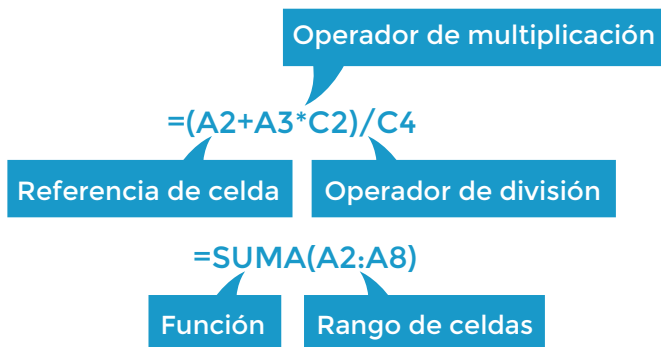 Operador de multiplicación
=(A2+A3*C2)/C4
Referencia de celda
Operador de división
=SUMA(A2:A8)
Función
Rango de celdas